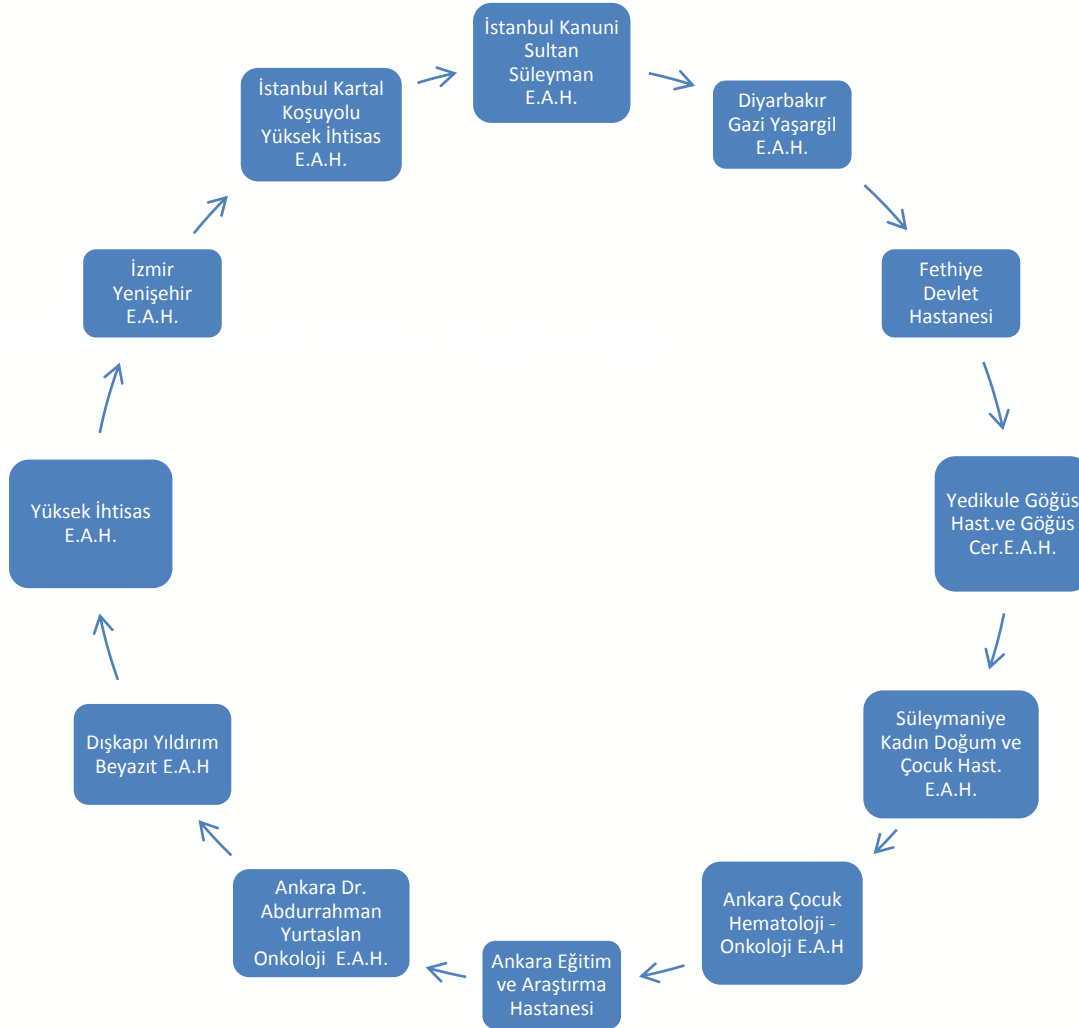 İstanbul Kanuni
Sultan
Süleyman
E.A.H.
Diyarbakır
Gazi Yaşargil
E.A.H.
Fethiye
Devlet
Hastanesi
Yedikule Göğüs
Hast.ve Göğüs
Cer.E.A.H.
Süleymaniye
Kadın Doğum ve
Çocuk Hast.
E.A.H.
Ankara Çocuk
Hematoloji -
Onkoloji E.A.H
Ankara Eğitim
ve Araştırma
Hastanesi
Ankara Dr.
Abdurrahman
Yurtaslan
Onkoloji E.A.H.
Dışkapı Yıldırım
Beyazıt E.A.H
Yüksek İhtisas
E.A.H.
İzmir
Yenişehir
E.A.H.
İstanbul Kartal
Koşuyolu
Yüksek İhtisas
E.A.H.